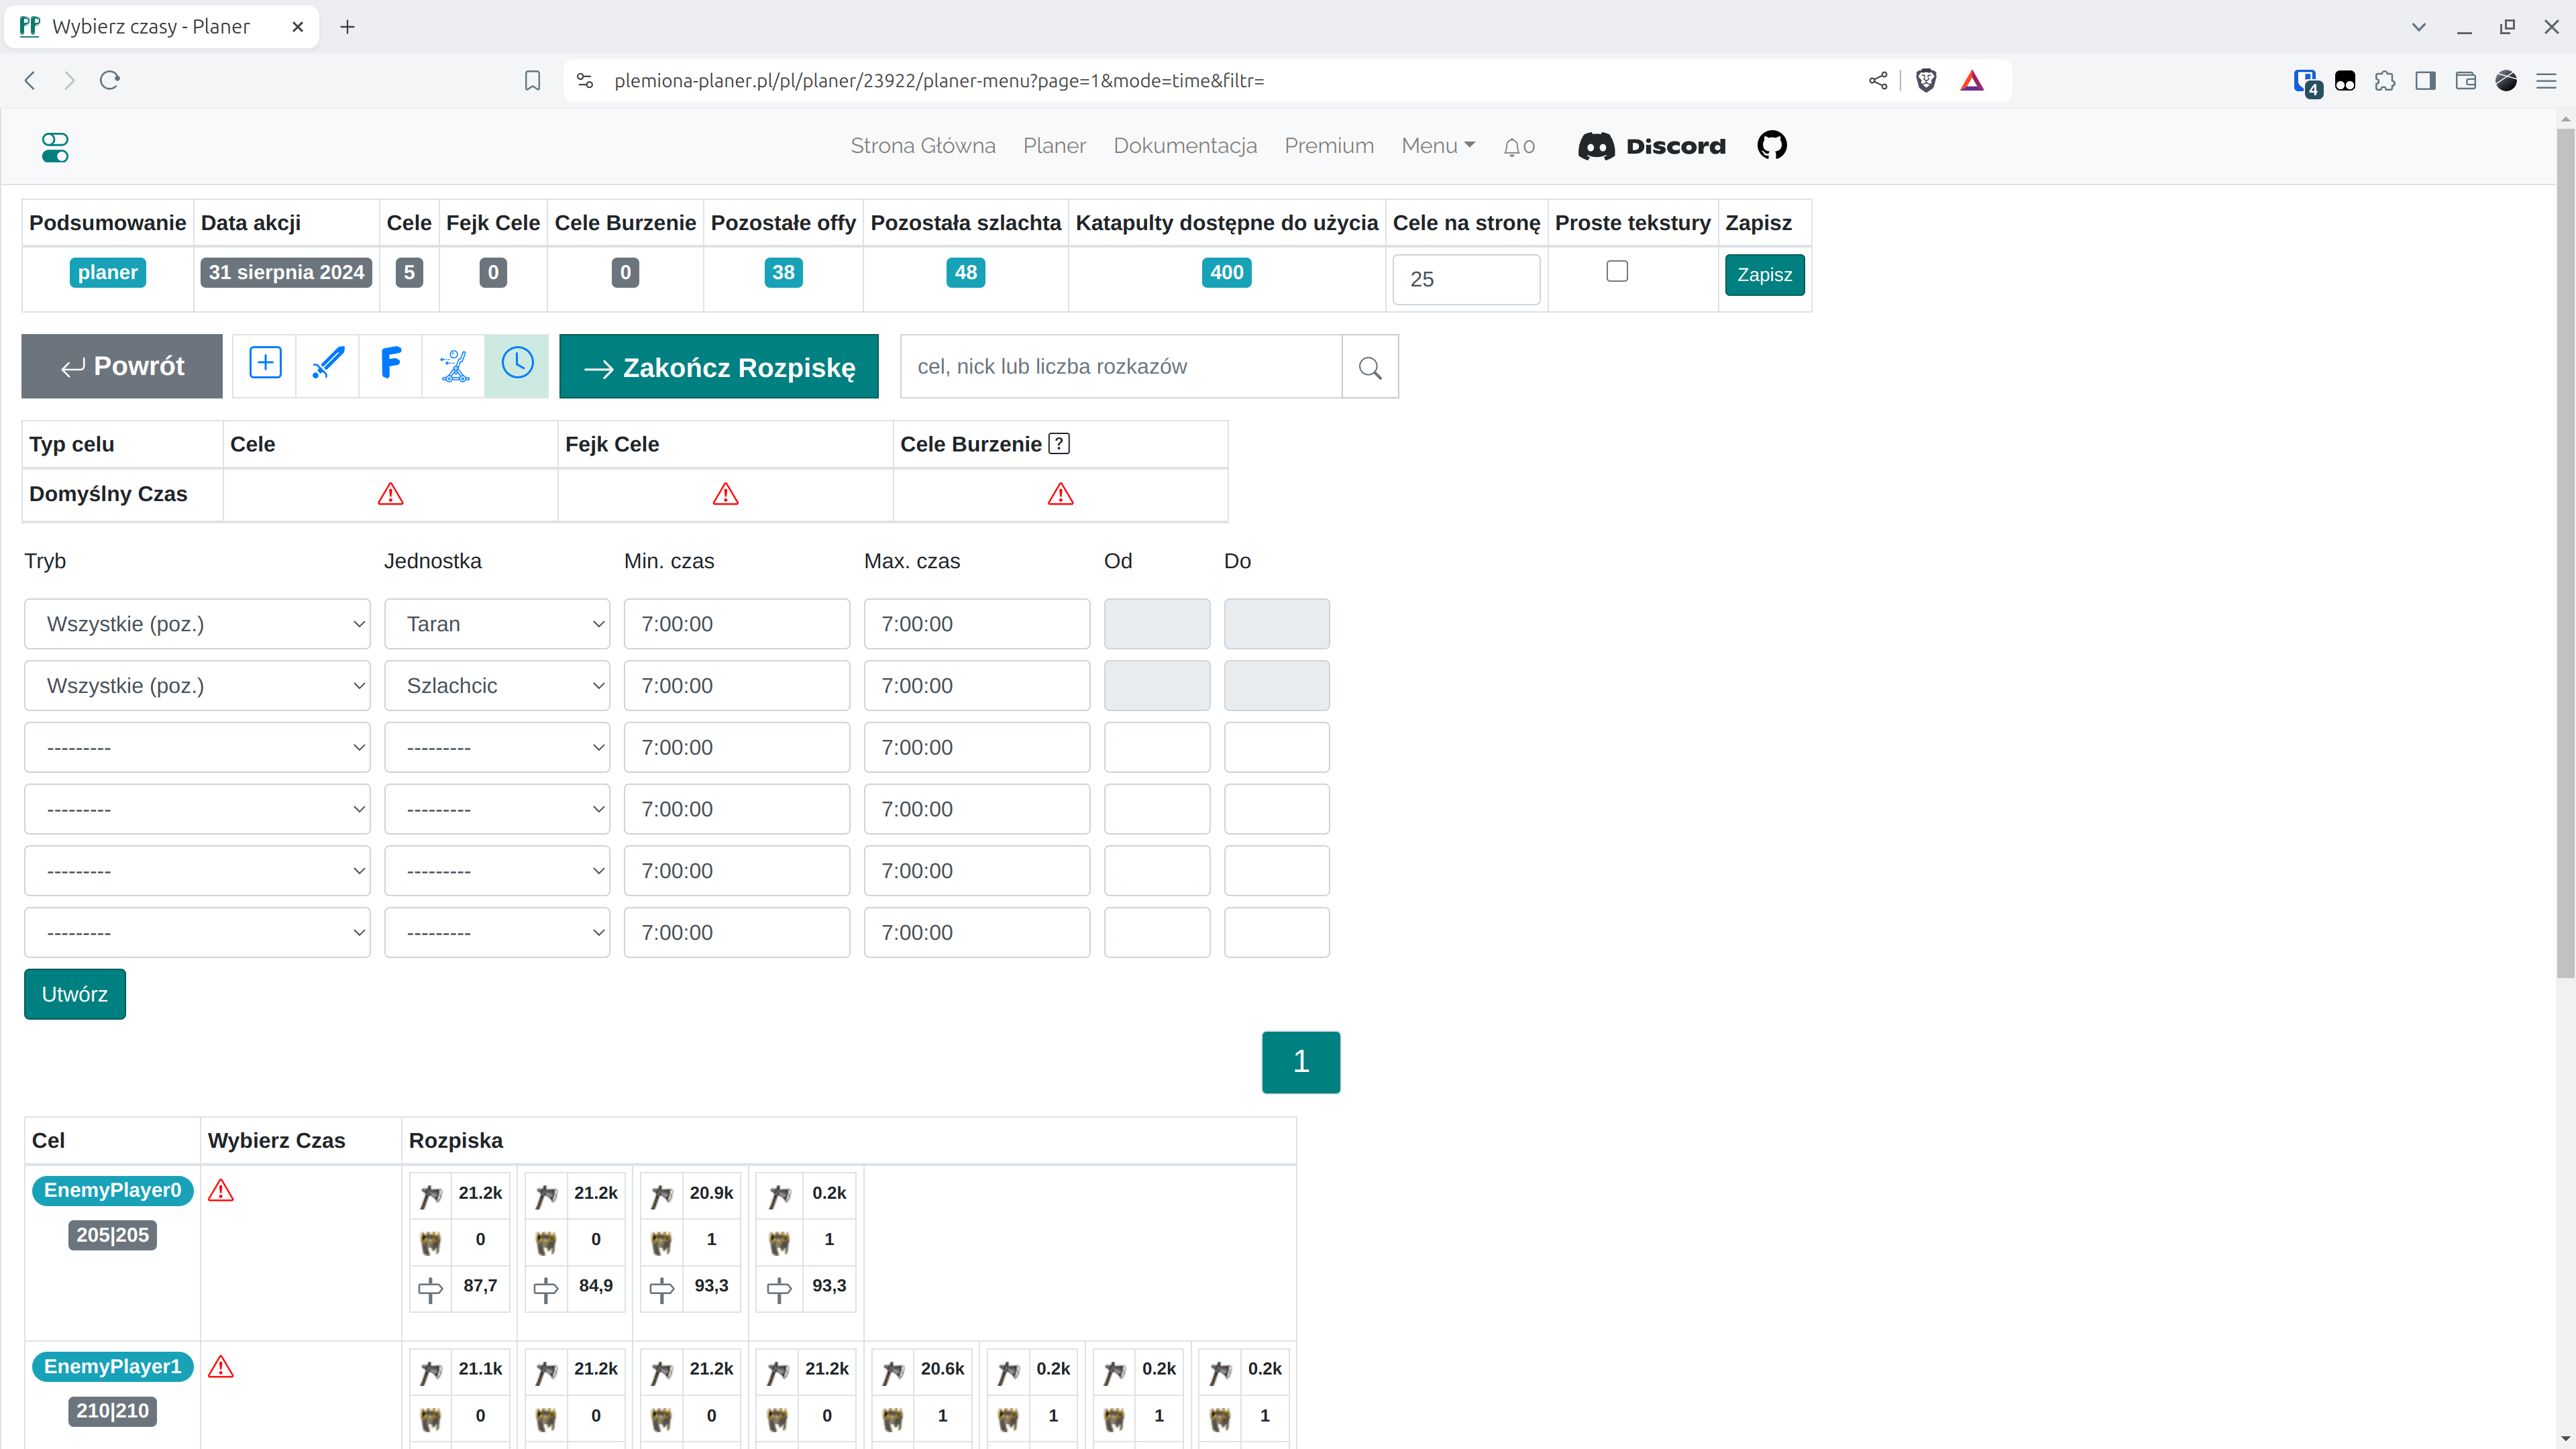 Wybierz czasy - Planer
plemiona-planer.pl/pl/planer/23922/planer-menu?page=1&mode=time&filtr=
4
Strona Główna Planer Dokumentacja Premium Menu 0 Discord
Podsumowanie Data akcji Cele Fejk Cele Cele Burzenie Pozostałe offy Pozostała szlachta Katapulty dostępne do użycia Cele na stronę Proste tekstury Zapisz
planer 31 sierpnia 2024 5 0 0 38 48 400 25 Zapisz
Powrót F Zakończ Rozpiskę cel, nick lub liczba rozkazów
Typ celu Cele Fejk Cele Cele Burzenie ?
Domyślny Czas
Tryb Jednostka Min. czas Max. czas Od Do
Wszystkie (poz.) Taran 7:00:00 7:00:00
Wszystkie (poz.) Szlachcic 7:00:00 7:00:00
--------- --------- 7:00:00 7:00:00
--------- --------- 7:00:00 7:00:00
--------- --------- 7:00:00 7:00:00
--------- --------- 7:00:00 7:00:00
Utwórz
1
Cel Wybierz Czas Rozpiska
EnemyPlayer0 21.2k 21.2k 20.9k 0.2k
205|205 0 0 1 1
87,7 84,9 93,3 93,3
EnemyPlayer1 21.1k 21.2k 21.2k 21.2k 20.6k 0.2k 0.2k 0.2k
210|210 0 0 0 0 1 1 1 1